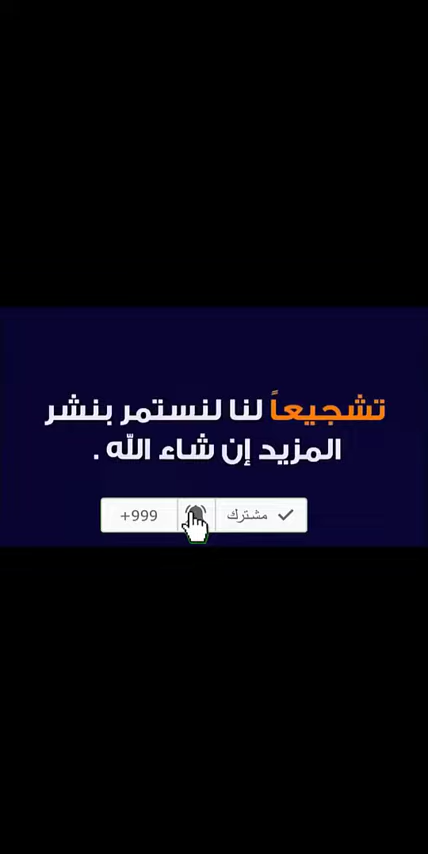 تشجيعاً لنا لنستمر بنشر
المزيد إن شاء الله .
مشترك
999+